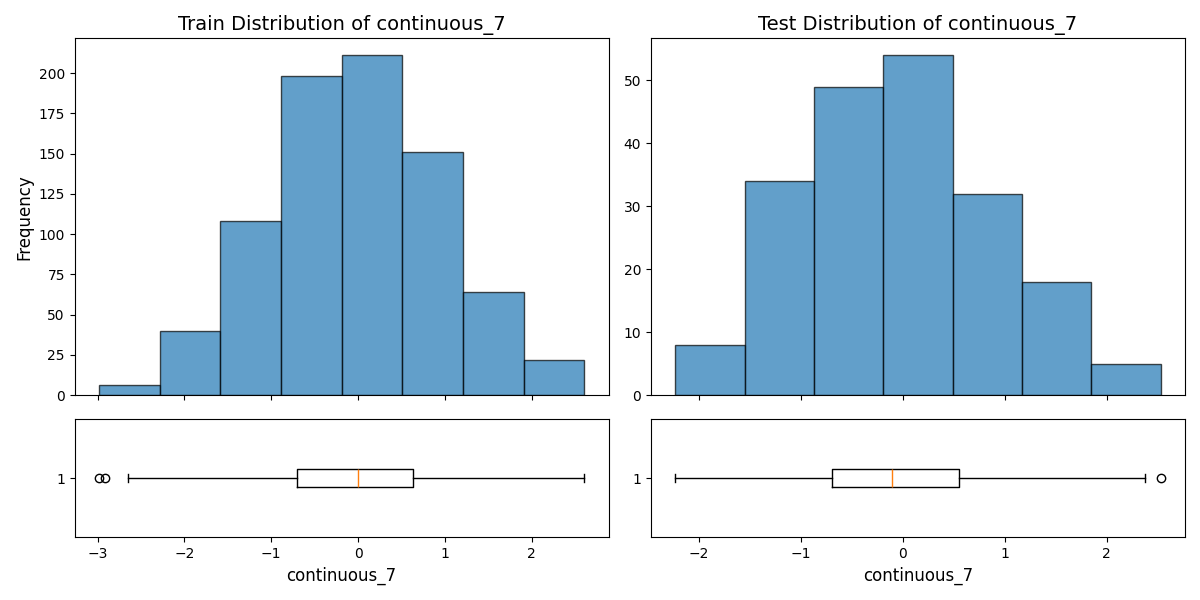 Train Distribution of continuous_7
Test Distribution of continuous_7
Frequency
200
175
150
125
100
75
50
25
0
50
40
30
20
10
0
1
1
−3 −2 −1 0 1 2
−2 −1 0 1 2
continuous_7
continuous_7